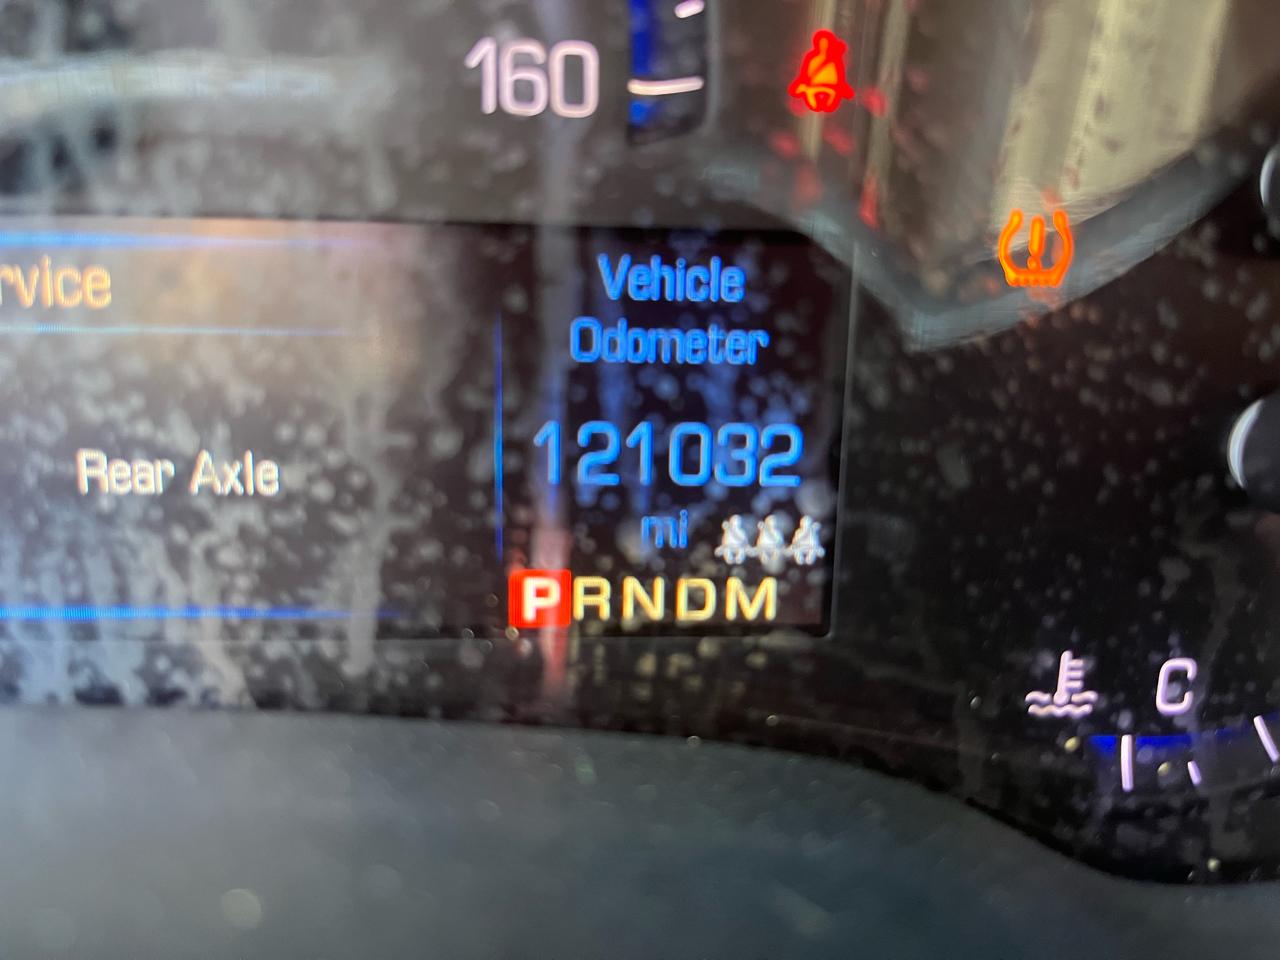 160
rvice
Vehicle
Odometer
Rear Axle
121032
mi
PRNDM
C